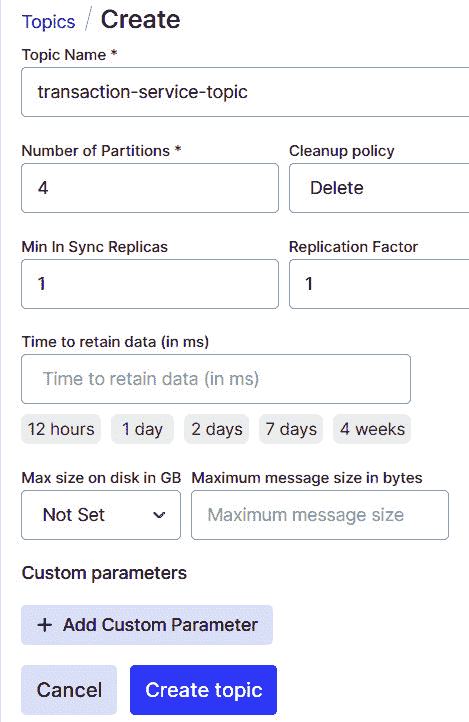 Topics / Create
Topic Name *
transaction-service-topic
Number of Partitions * Cleanup policy
4 Delete
Min In Sync Replicas Replication Factor
1 1
Time to retain data (in ms)
Time to retain data (in ms)
12 hours 1 day 2 days 7 days 4 weeks
Max size on disk in GB Maximum message size in bytes
Not Set Maximum message size
Custom parameters
+ Add Custom Parameter
Cancel Create topic